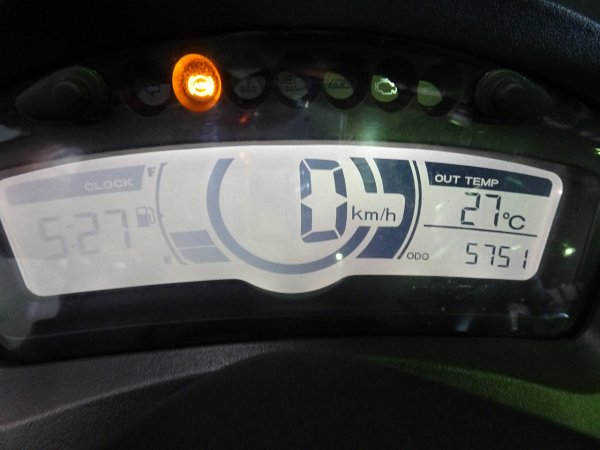 CLOCK
F
5:27
0
km/h
OUT TEMP
27°C
ODO
5751